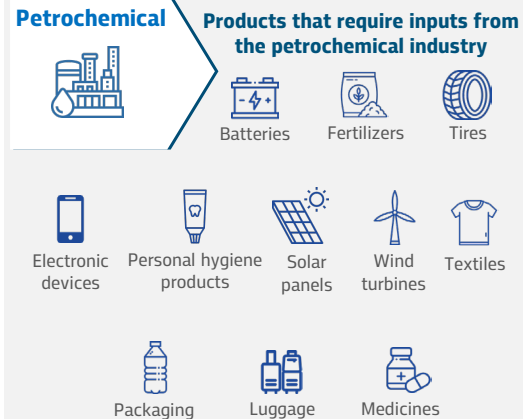 Petrochemical
Products that require inputs from
the petrochemical industry
Batteries
Fertilizers
Tires
Electronic
devices
Personal hygiene
products
Solar
panels
Wind
turbines
Textiles
Packaging
Luggage
Medicines